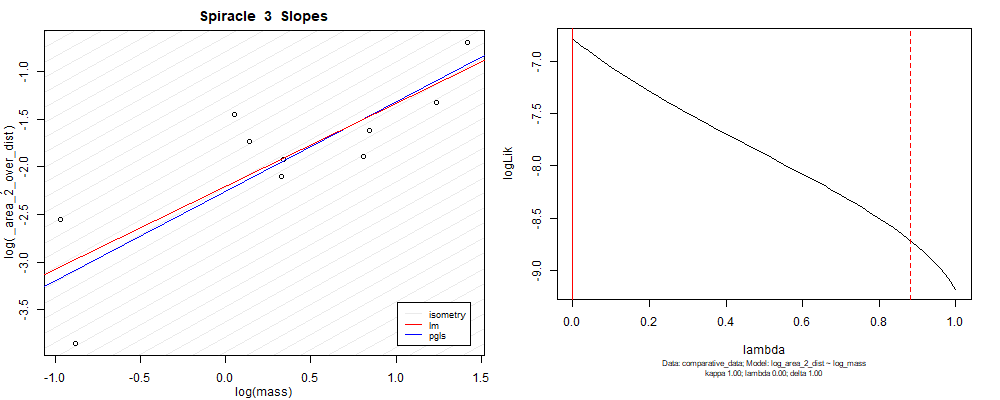 Spiracle 3 Slopes
log(_area_2_over_dist)
-1.0
-1.5
-2.0
-2.5
-3.0
-3.5
isometry
lm
pgls
-1.0 -0.5 0.0 0.5 1.0 1.5
log(mass)
logLik
-7.0
-7.5
-8.0
-8.5
-9.0
0.0 0.2 0.4 0.6 0.8 1.0
lambda
Data: comparative_data; Model: log_area_2_dist ~ log_mass
kappa 1.00; lambda 0.00; delta 1.00